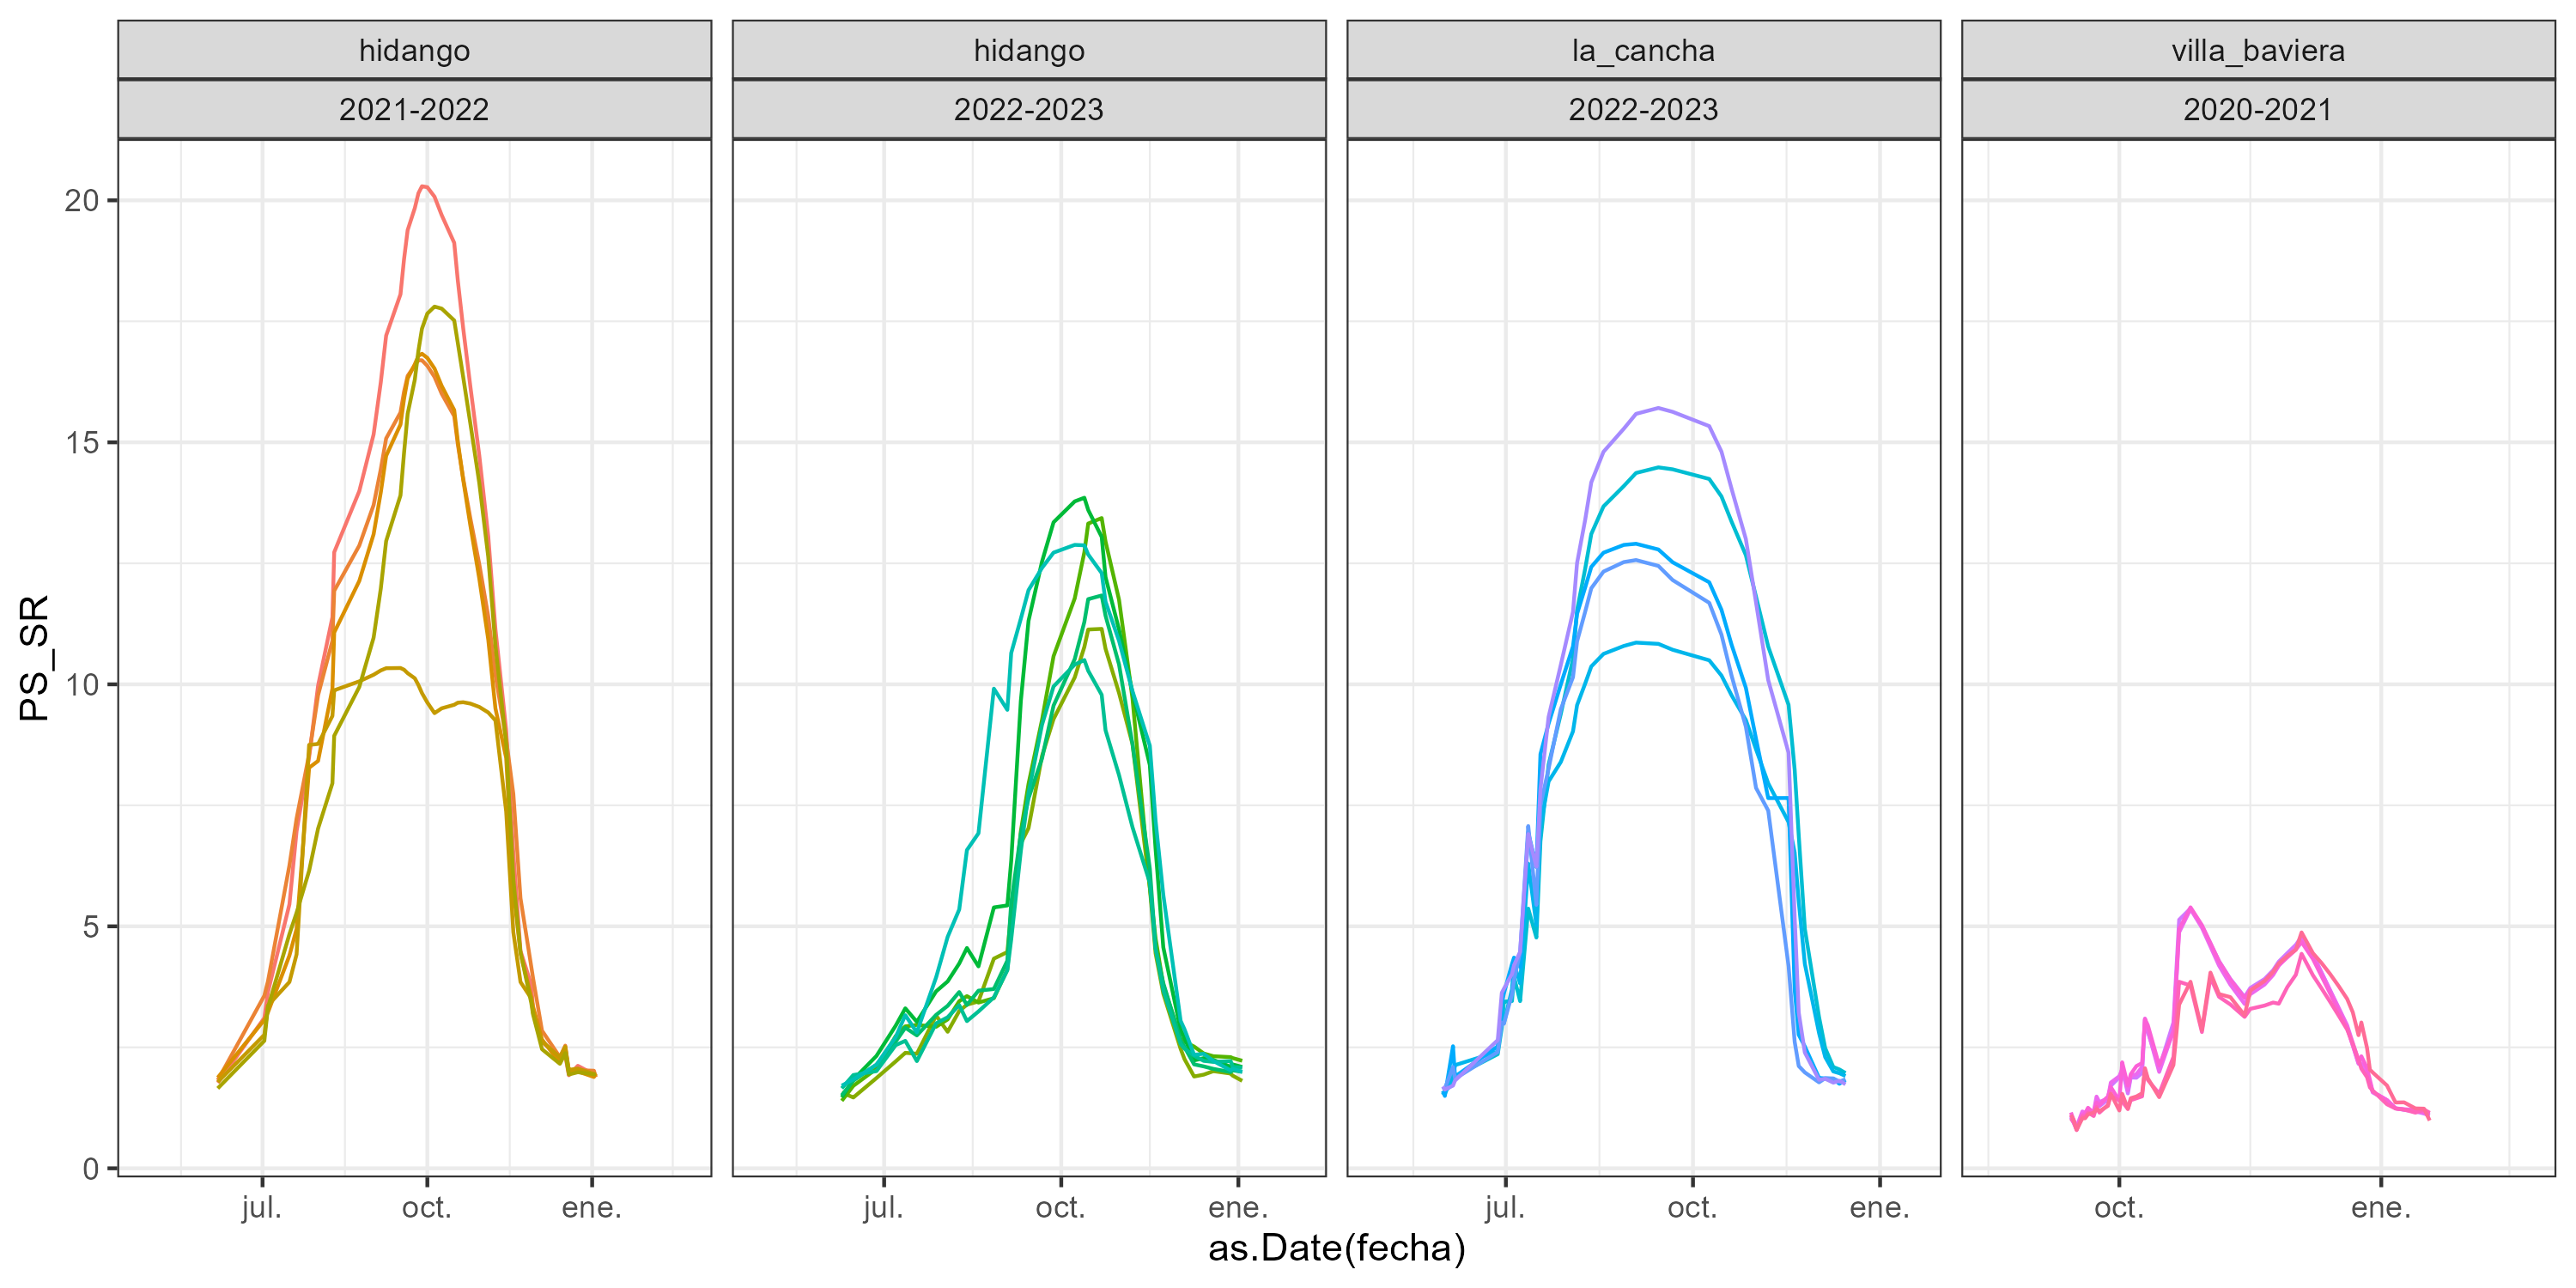 hidango
hidango
la_cancha
villa_baviera
2021-2022
2022-2023
2022-2023
2020-2021
PS_SR
20
15
10
5
0
jul.
oct.
ene.
jul.
oct.
ene.
jul.
oct.
ene.
oct.
ene.
as.Date(fecha)